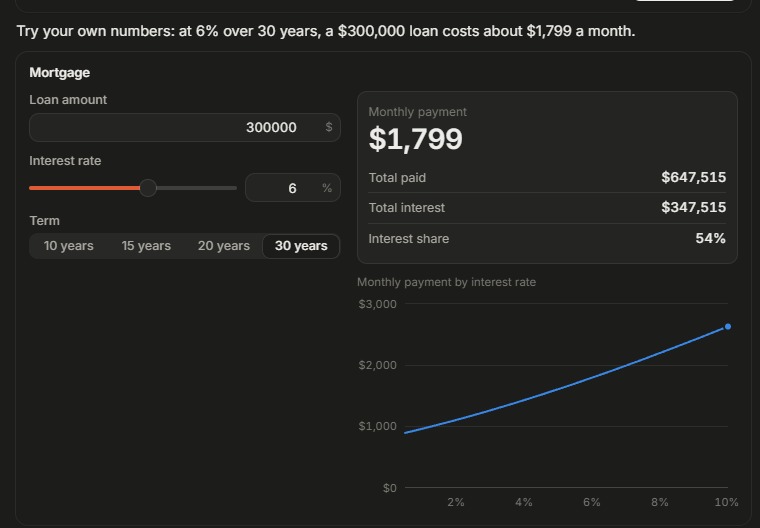 Try your own numbers: at 6% over 30 years, a $300,000 loan costs about $1,799 a month.
Mortgage
Loan amount
300000 $
Interest rate
6 %
Term
10 years 15 years 20 years 30 years
Monthly payment
$1,799
Total paid $647,515
Total interest $347,515
Interest share 54%
Monthly payment by interest rate
$3,000
$2,000
$1,000
$0
2% 4% 6% 8% 10%